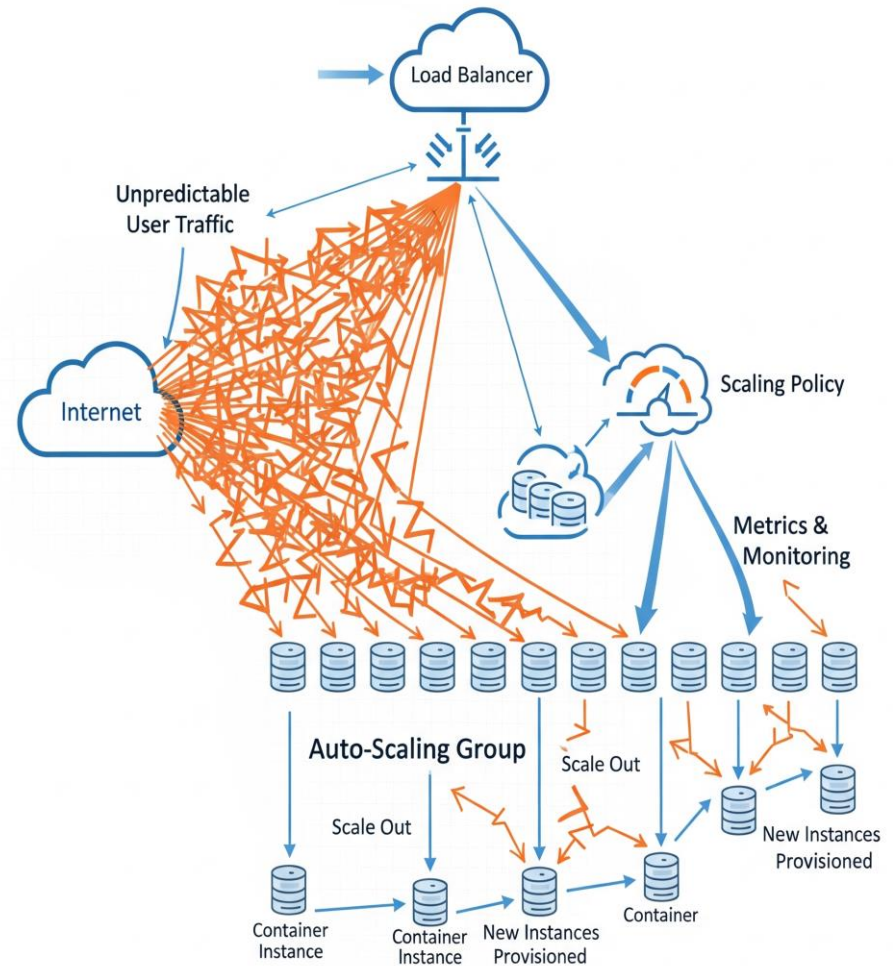 Load Balancer
Unpredictable
User Traffic
Internet
Scaling Policy
Metrics &
Monitoring
Auto-Scaling Group
Scale Out
Scale Out
New Instances
Provisioned
Container
Instance
Container
Instance
New Instances
Provisioned
Container